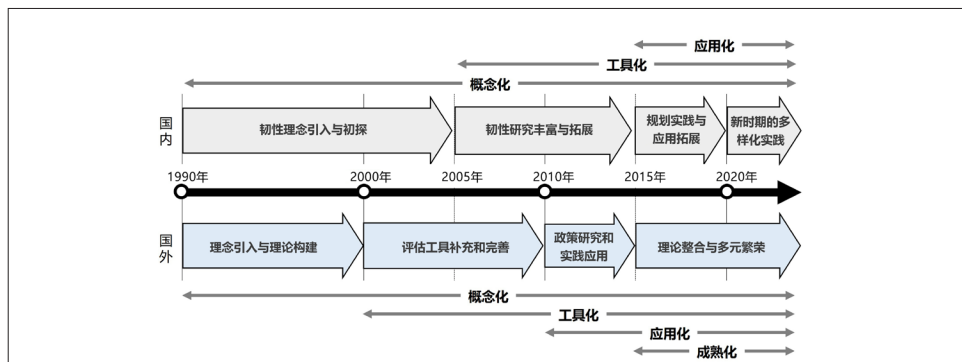 应用化
工具化
概念化
国内
韧性理念引入与初探
韧性研究丰富与拓展
规划实践与
应用拓展
新时期的多
样化实践
1990年
2000年
2005年
2010年
2015年
2020年
国外
理念引入与理论构建
评估工具补充和完善
政策研究和
实践应用
理论整合与多元繁荣
概念化
工具化
应用化
成熟化